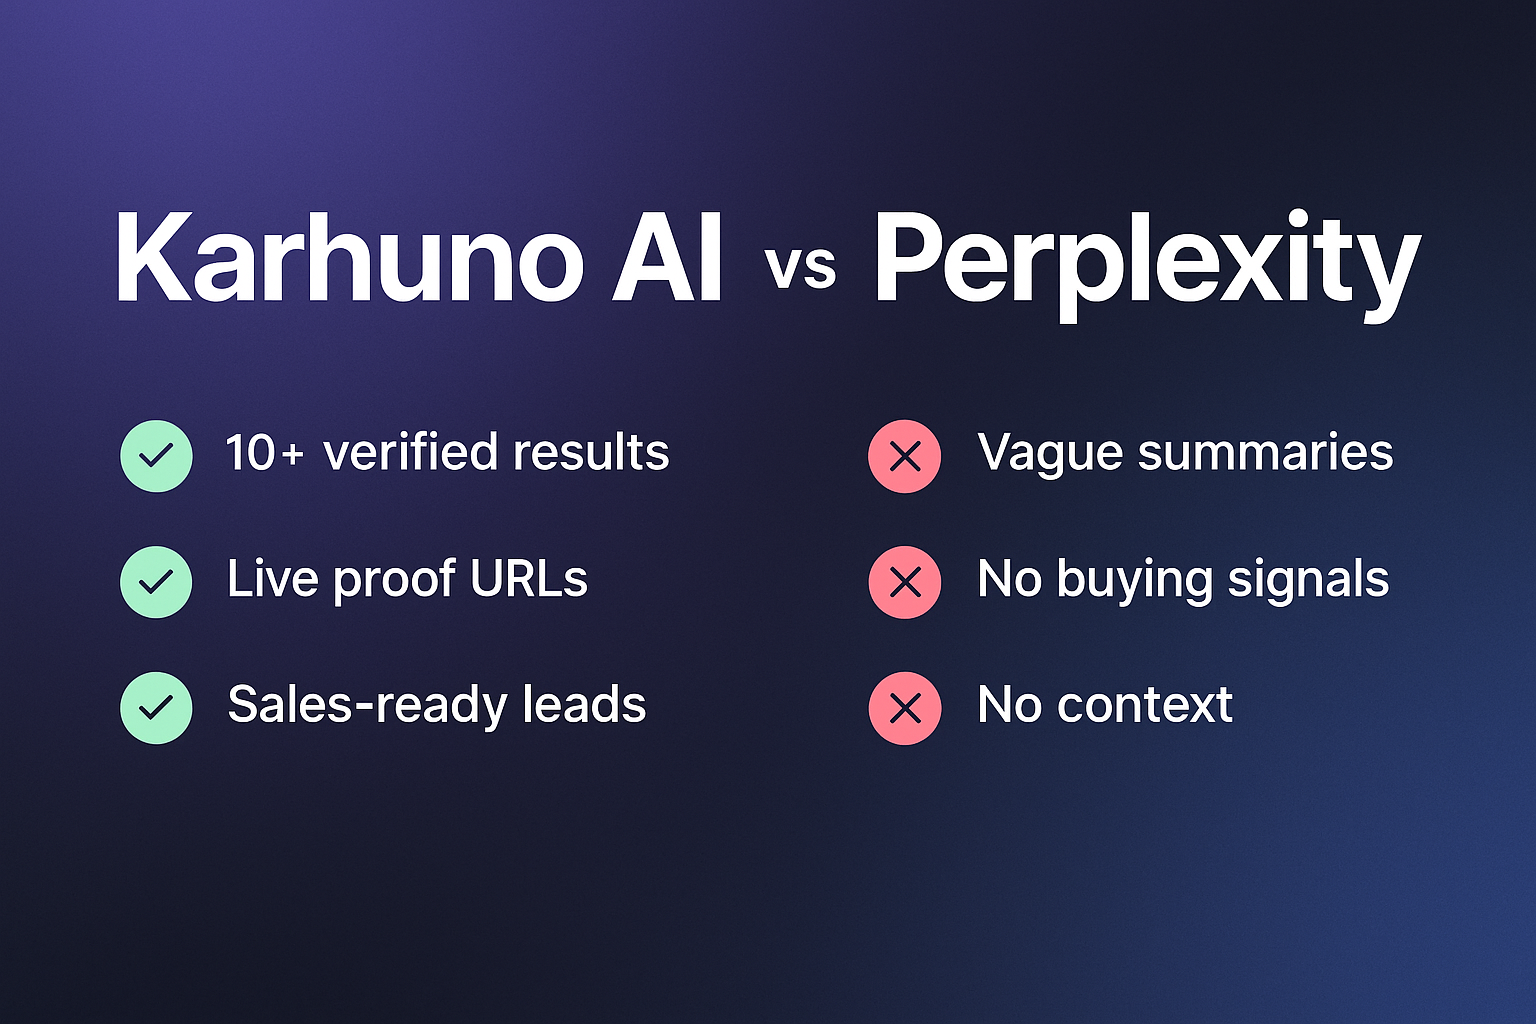 Karhuno AI vs Perplexity
10+ verified results
Live proof URLs
Sales-ready leads
Vague summaries
No buying signals
No context